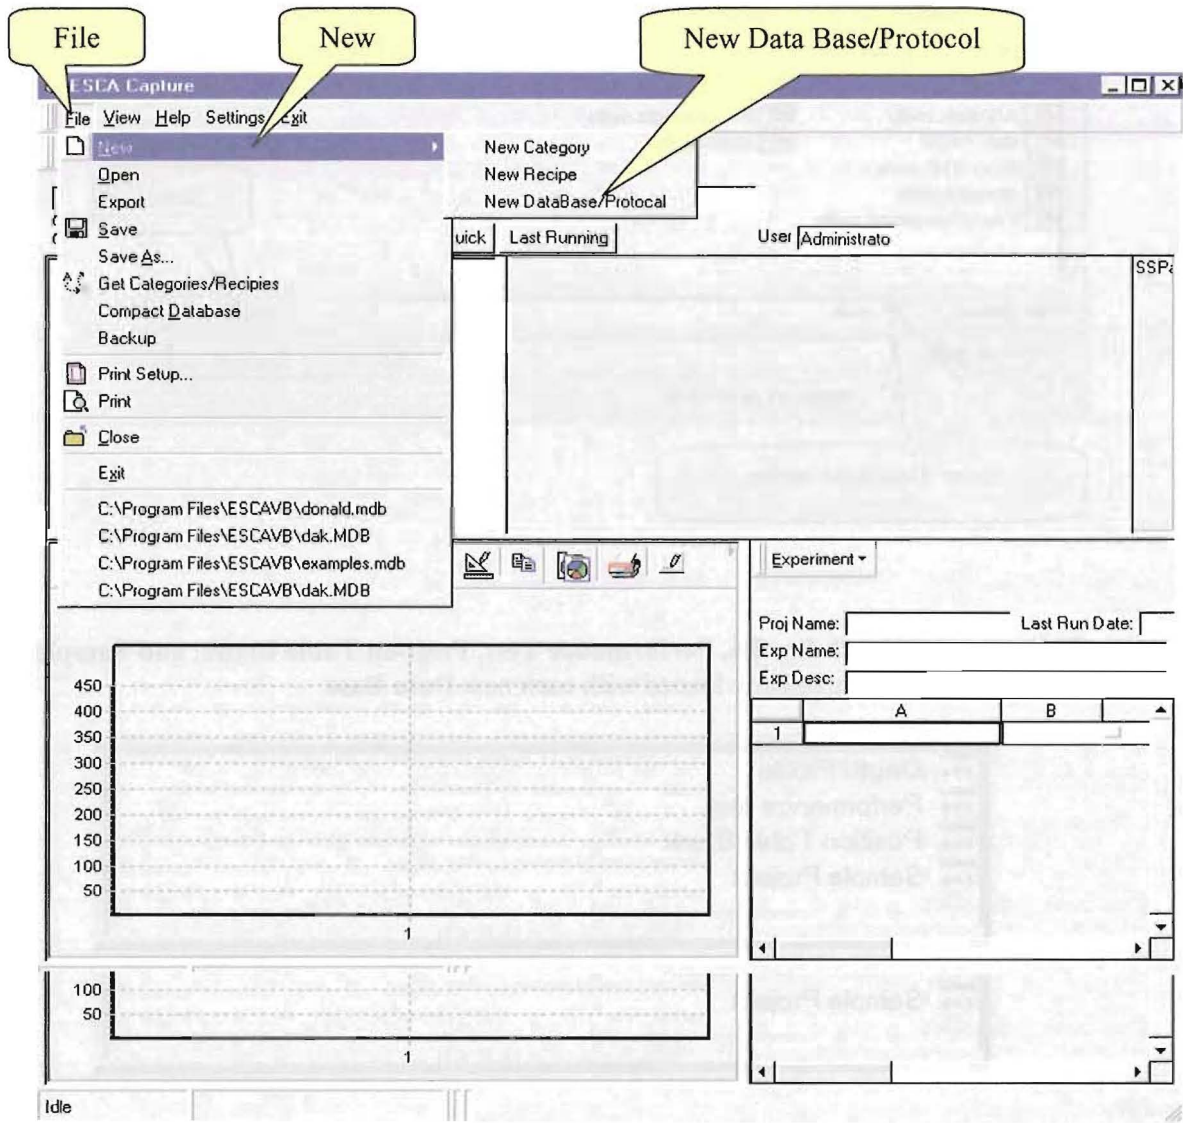 File
New
New Data Base/Protocol
ESCA Capture
File View Help Settings Exit
New
New Category
Open
New Recipe
Export
New DataBase/Protocal
Save
uick
Last Running
User Administrato
Save As...
SSPa
Get Categories/Recipies
Compact Database
Backup
Print Setup...
Print
Close
Exit
C:\Program Files\ESCAVB\donald.mdb
C:\Program Files\ESCAVB\dak.MDB
C:\Program Files\ESCAVB\examples.mdb
C:\Program Files\ESCAVB\dak.MDB
Experiment
Proj Name:
Last Run Date:
Exp Name:
Exp Desc:
A
B
1
450
400
350
300
250
200
150
100
50
1
100
50
1
Idle